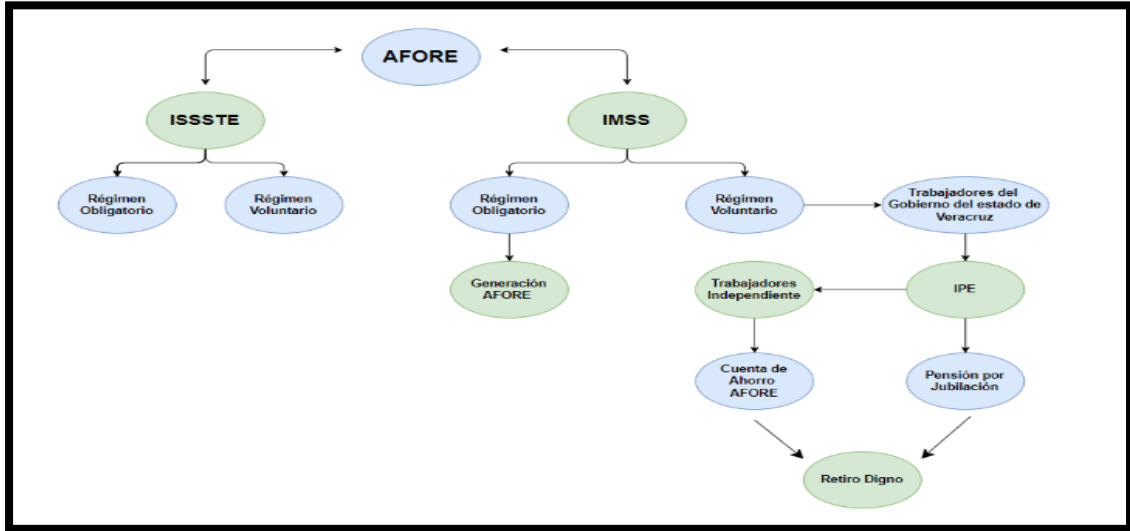 AFORE
ISSSTE
IMSS
Régimen
Obligatorio
Régimen
Voluntario
Régimen
Obligatorio
Régimen
Voluntario
Trabajadores del
Gobierno del estado de
Veracruz
Generación
AFORE
Trabajadores
Independiente
IPE
Cuenta de
Ahorro
AFORE
Pensión por
Jubilación
Retiro Digno